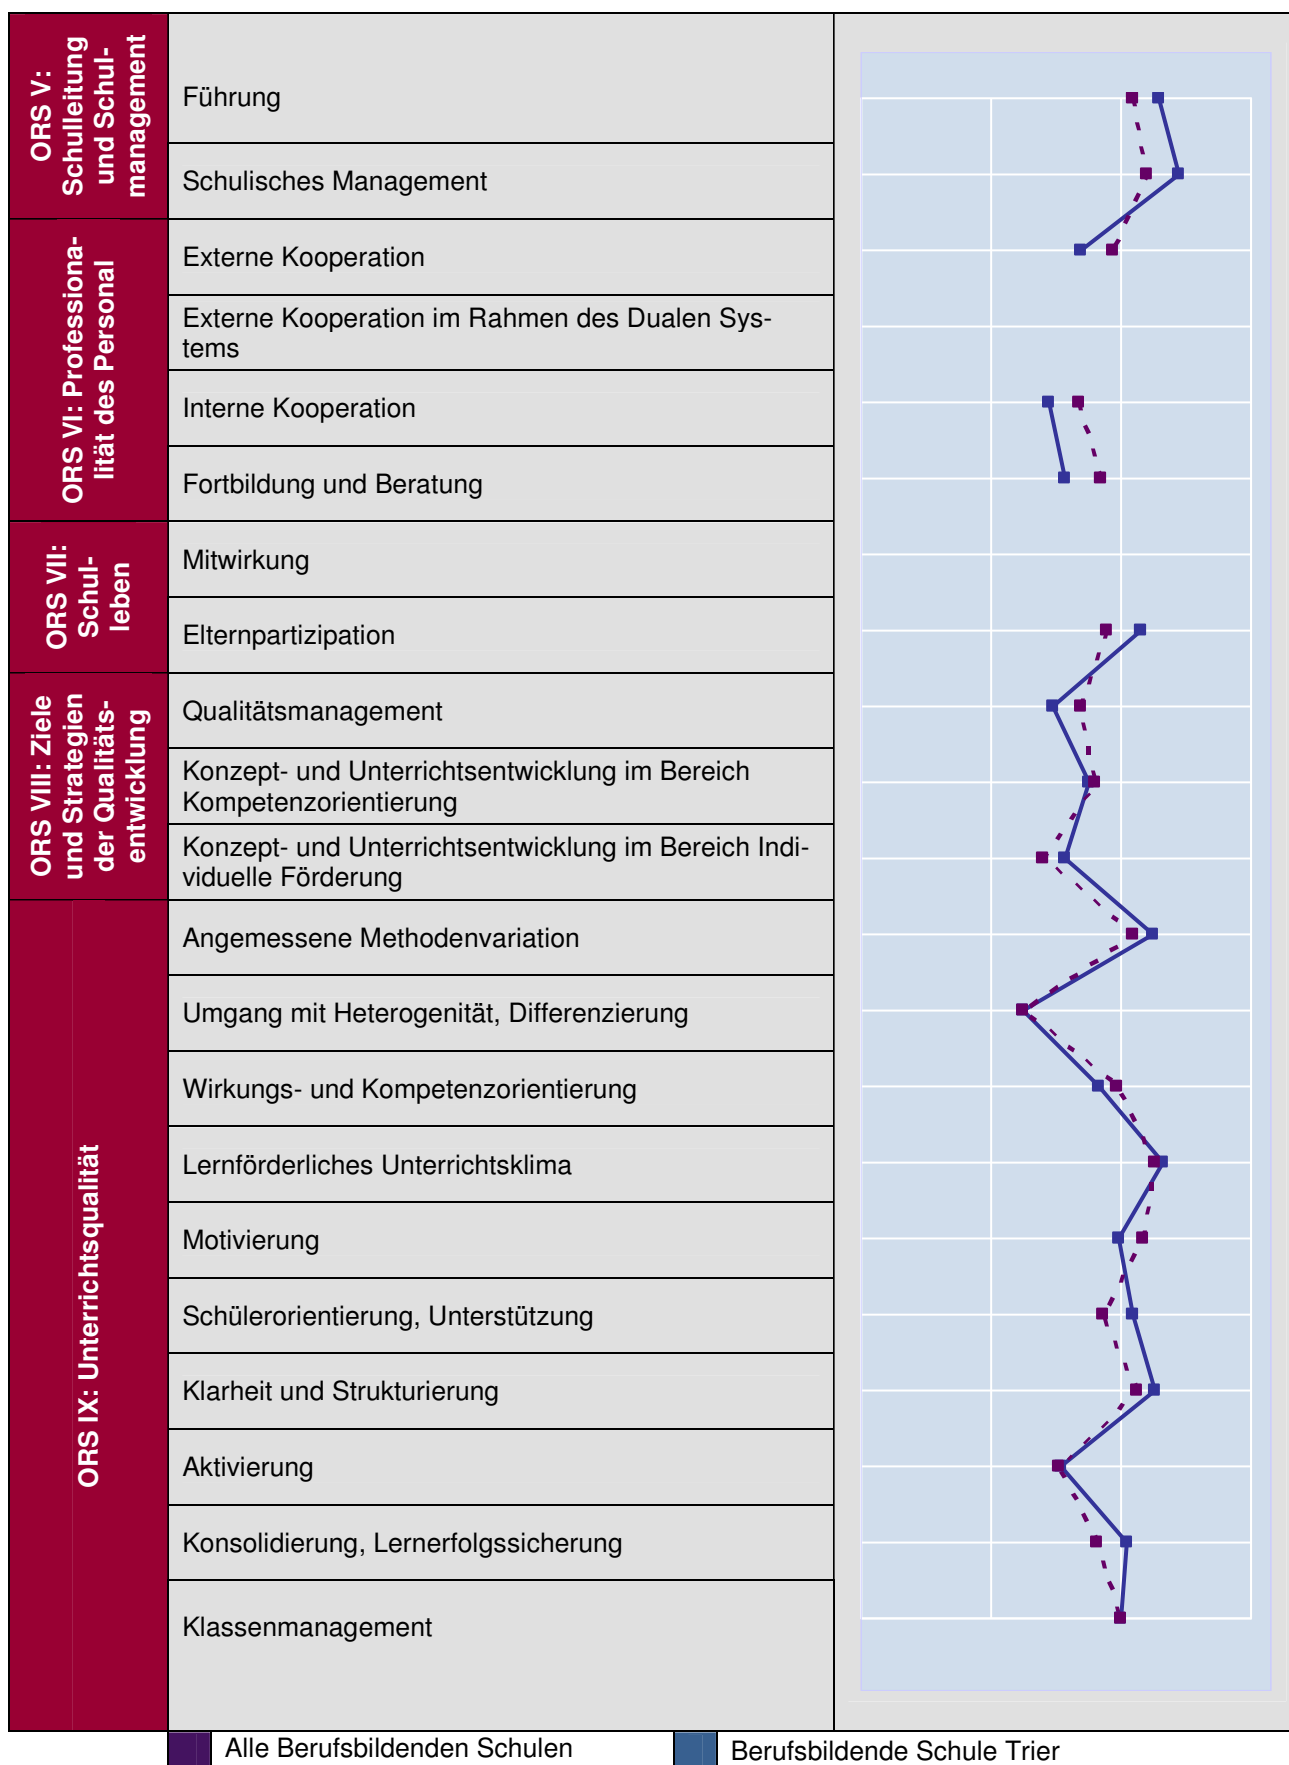 ORS V:
Schulleitung
und Schul-
management
Führung
Schulisches Management
ORS VI: Professiona-
lität des Personal
Externe Kooperation
Externe Kooperation im Rahmen des Dualen Sys-
tems
Interne Kooperation
Fortbildung und Beratung
ORS VII:
Schul-
leben
Mitwirkung
Elternpartizipation
ORS VIII: Ziele
und Strategien
der Qualitäts-
entwicklung
Qualitätsmanagement
Konzept- und Unterrichtsentwicklung im Bereich
Kompetenzorientierung
Konzept- und Unterrichtsentwicklung im Bereich Indi-
viduelle Förderung
ORS IX: Unterrichtsqualität
Angemessene Methodenvariation
Umgang mit Heterogenität, Differenzierung
Wirkungs- und Kompetenzorientierung
Lernförderliches Unterrichtsklima
Motivierung
Schülerorientierung, Unterstützung
Klarheit und Strukturierung
Aktivierung
Konsolidierung, Lernerfolgssicherung
Klassenmanagement
Alle Berufsbildenden Schulen
Berufsbildende Schule Trier